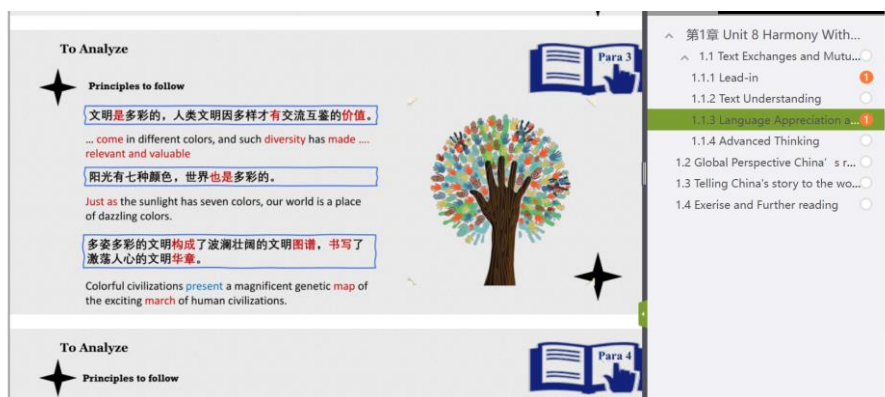 To Analyze
Para 3
Principles to follow
文明是多彩的，人类文明因多样才有交流互鉴的价值。
... come in different colors, and such diversity has made ....
relevant and valuable
阳光有七种颜色，世界也是多彩的。
Just as the sunlight has seven colors, our world is a place
of dazzling colors.
多姿多彩的文明构成了波澜壮阔的文明图谱，书写了
激荡人心的文明华章。
Colorful civilizations present a magnificent genetic map of
the exciting march of human civilizations.
To Analyze
Para 4
Principles to follow
第1章 Unit 8 Harmony With...
1.1 Text Exchanges and Mutu...
1.1.1 Lead-in
1
1.1.2 Text Understanding
1.1.3 Language Appreciation a...
1
1.1.4 Advanced Thinking
1.2 Global Perspective China's r...
1.3 Telling China's story to the wo...
1.4 Exerise and Further reading